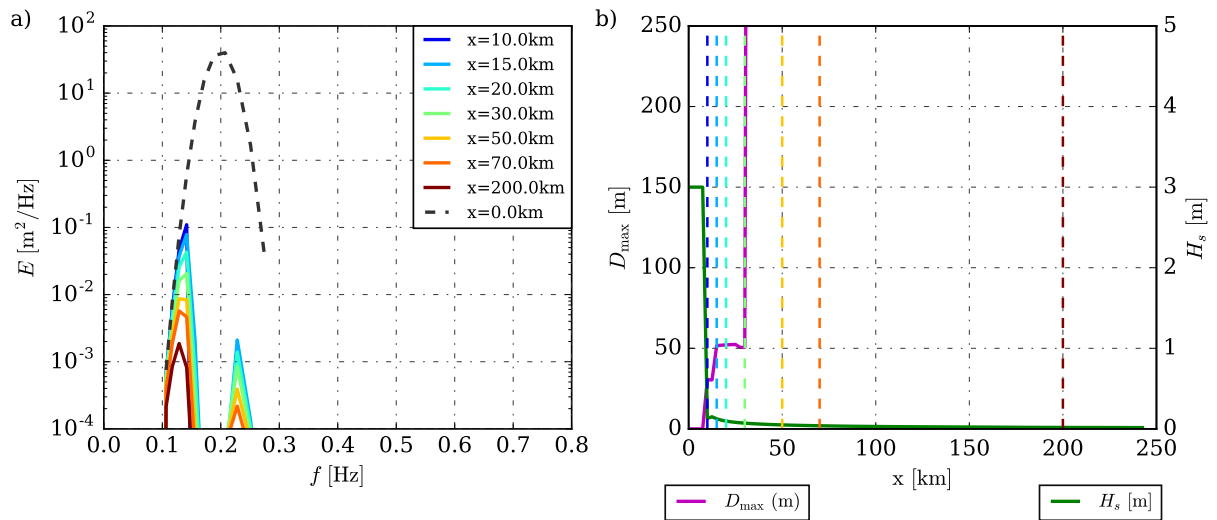 a)
10^2
10^1
10^0
10^-1
10^-2
10^-3
10^-4
E [m^2/Hz]
0.0 0.1 0.2 0.3 0.4 0.5 0.6 0.7 0.8
f [Hz]
x=10.0km
x=15.0km
x=20.0km
x=30.0km
x=50.0km
x=70.0km
x=200.0km
x=0.0km
b)
250
200
150
100
50
0
D_max [m]
5
4
3
2
1
0
H_s [m]
0 50 100 150 200 250
x [km]
D_max (m)
H_s [m]